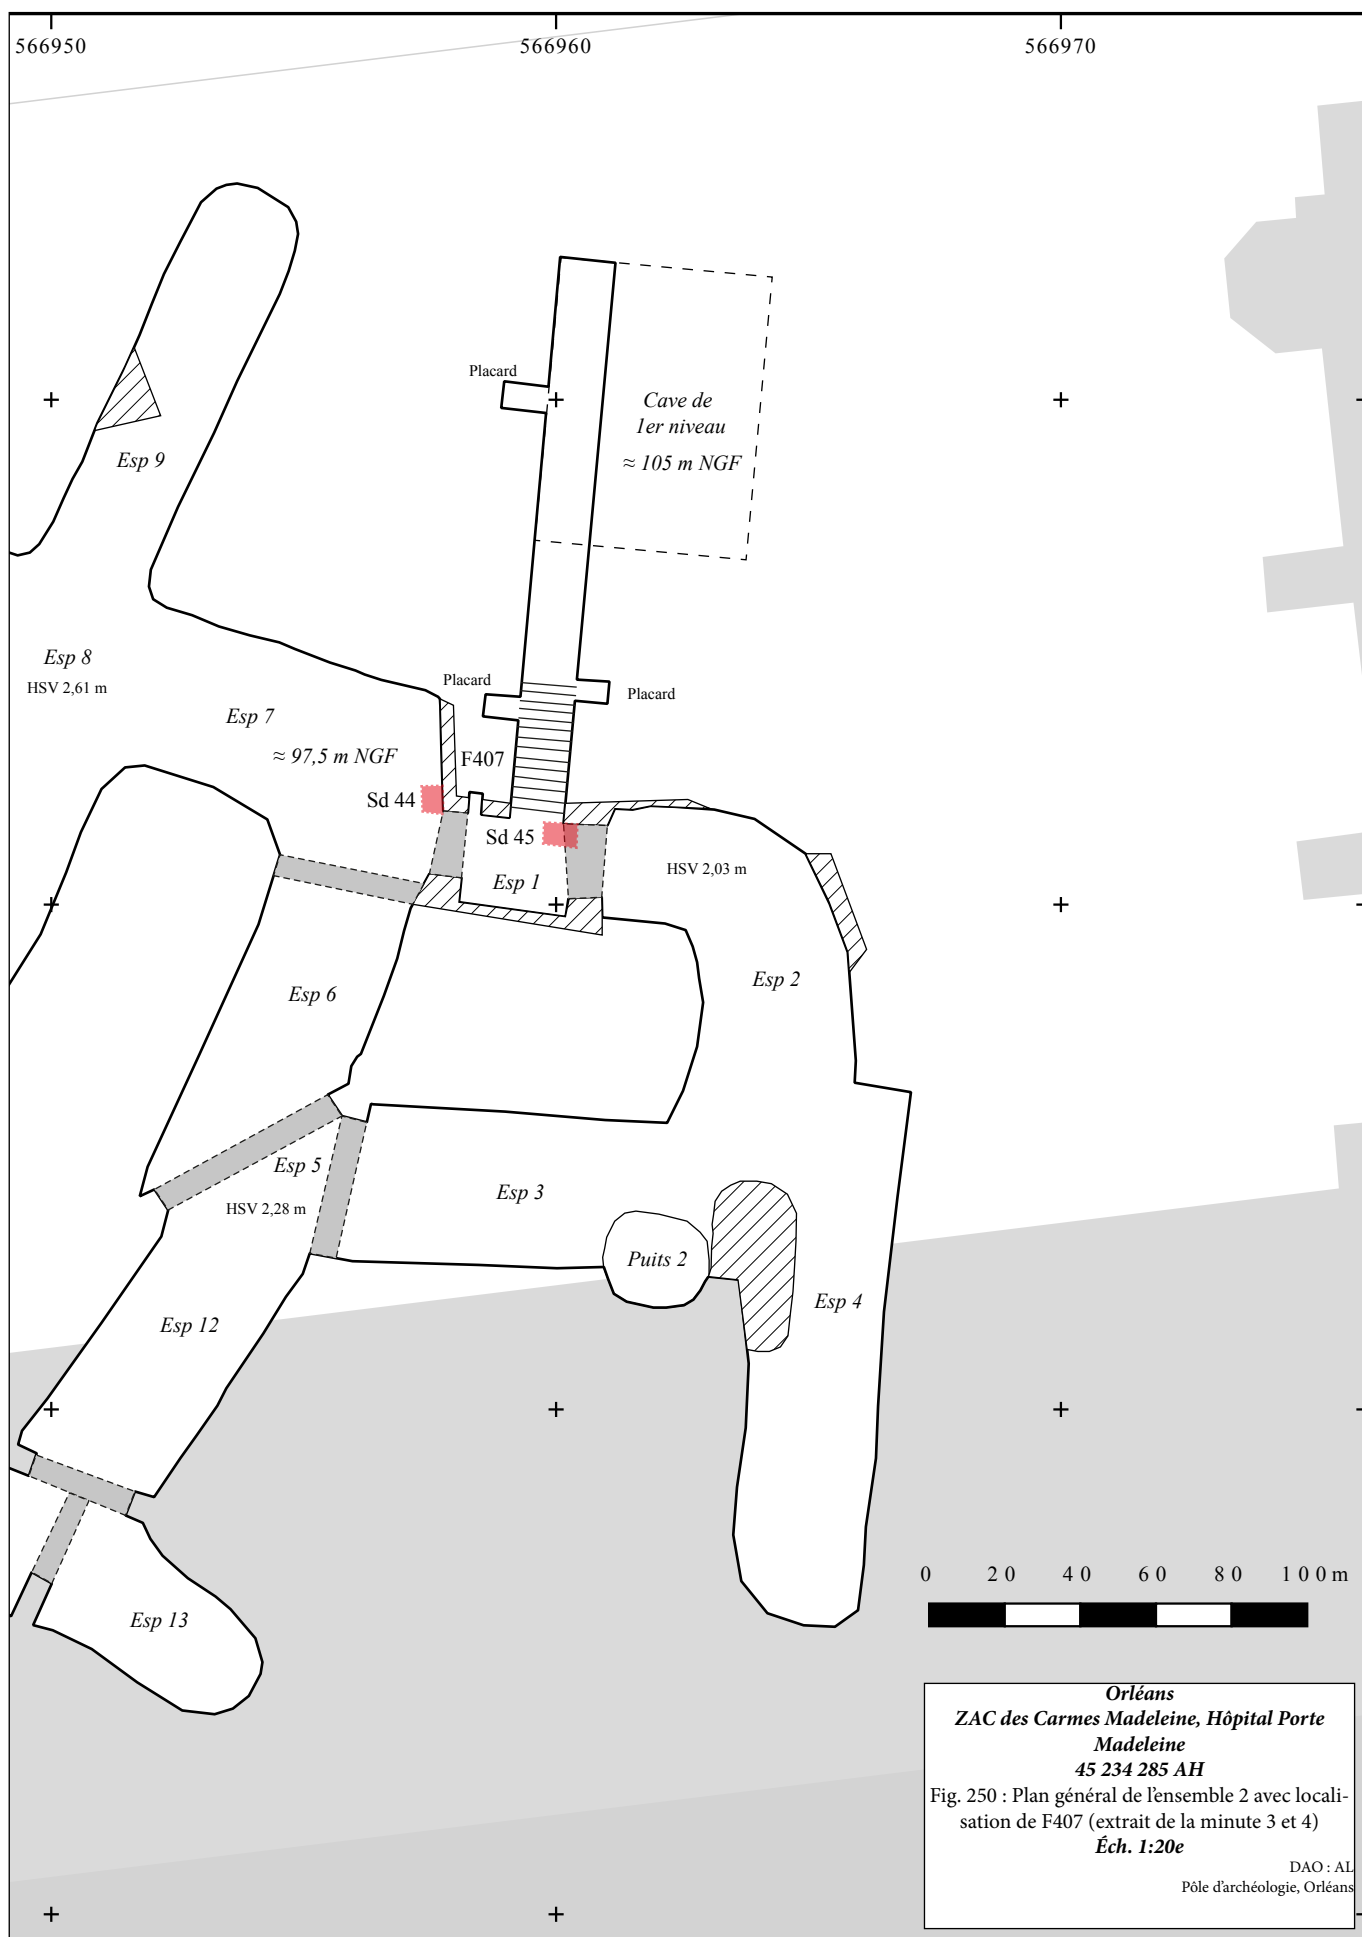 566950
566960
566970
Placard
Cave de
1er niveau
≈ 105 m NGF
Esp 9
Esp 8
HSV 2,61 m
Placard
Placard
Esp 7
≈ 97,5 m NGF
F407
Sd 44
Sd 45
HSV 2,03 m
Esp 1
Esp 2
Esp 6
Esp 5
HSV 2,28 m
Esp 3
Puits 2
Esp 4
Esp 12
Esp 13
0 20 40 60 80 100m
Orléans
ZAC des Carmes Madeleine, Hôpital Porte
Madeleine
45 234 285 AH
Fig. 250 : Plan général de l'ensemble 2 avec locali-
sation de F407 (extrait de la minute 3 et 4)
Éch. 1:20e
DAO : AL
Pôle d'archéologie, Orléans